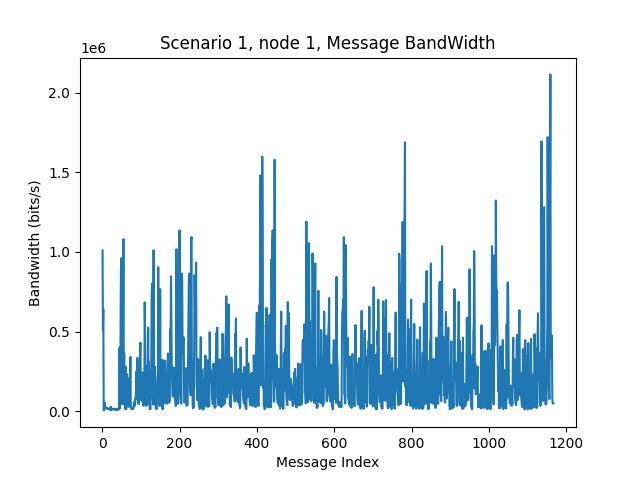 Scenario 1, node 1, Message BandWidth
1e6
2.0
1.5
1.0
0.5
0.0
Bandwidth (bits/s)
0 200 400 600 800 1000 1200
Message Index